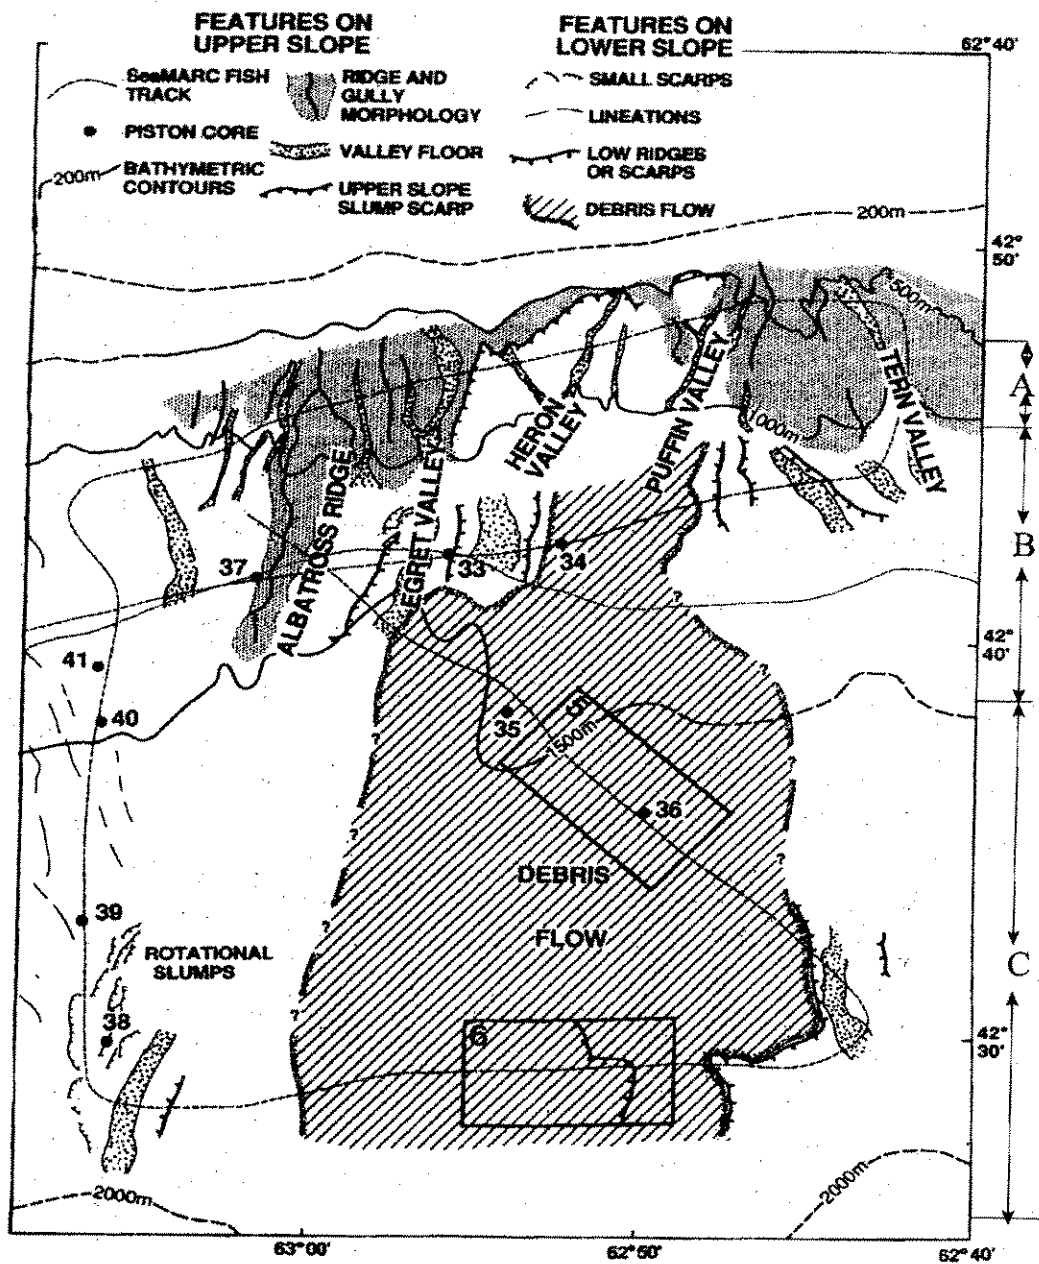 FEATURES ON
UPPER SLOPE
FEATURES ON
LOWER SLOPE
62°40'
SeaMARC FISH
TRACK
RIDGE AND
GULLY
MORPHOLOGY
SMALL SCARPS
PISTON CORE
LINEATIONS
VALLEY FLOOR
200m
BATHYMETRIC
CONTOURS
LOW RIDGES
OR SCARPS
UPPER SLOPE
SLUMP SCARP
DEBRIS FLOW
200m
42°
50'
500m
A
1000m
TERN VALLEY
PUFFIN VALLEY
HERON
VALLEY
EGRET VALLEY
ALBATROSS RIDGE
B
37
33
34
42°
40'
41
40
35
5
1500m
36
DEBRIS
FLOW
39
ROTATIONAL
SLUMPS
C
38
6
42°
30'
2000m
2000m
63°00'
62°50'
62°40'
?
?
?
?
?
?
?
?
?